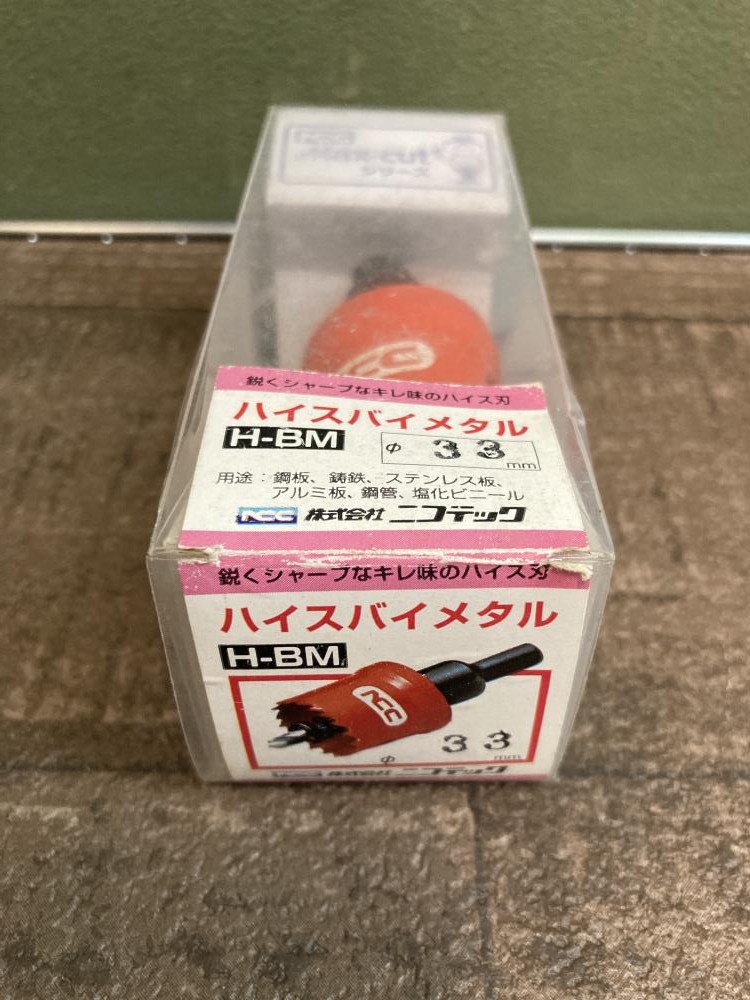 NCC
Max-cut
シリーズ
鋭くシャープなキレ味のハイス刃
ハイスバイメタル
H-BM φ 33 mm
用途：鋼板、鋳鉄、ステンレス板、
アルミ板、鋼管、塩化ビニール
NCC 株式会社 ニコテック
鋭くシャープなキレ味のハイス刃
ハイスバイメタル
H-BM
NCC
φ 33 mm
株式会社 ニコテック